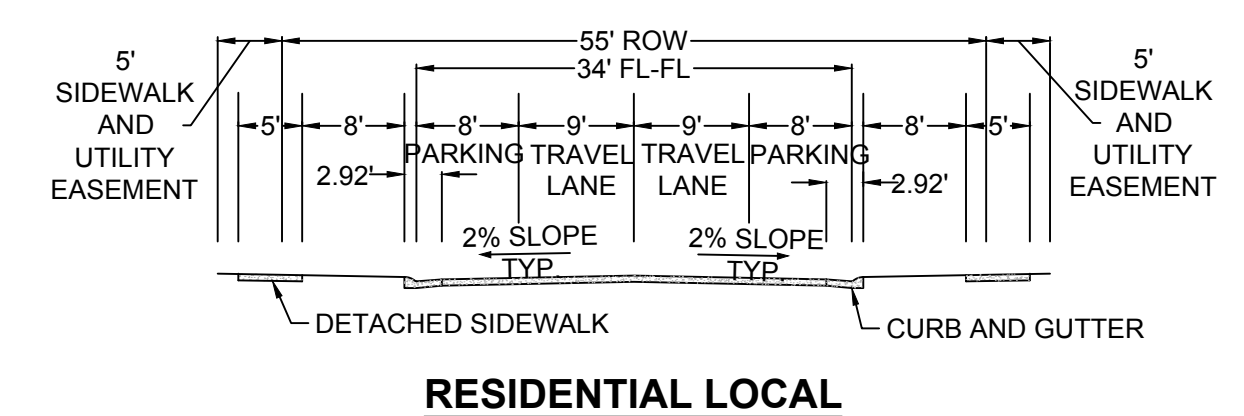 55' ROW
34' FL-FL
5'
SIDEWALK
AND
UTILITY
EASEMENT
5'
SIDEWALK
AND
UTILITY
EASEMENT
5' 8' 8' 9' 9' 8' 8' 5'
PARKING TRAVEL LANE TRAVEL LANE PARKING
2.92' 2.92'
2% SLOPE TYP. 2% SLOPE TYP.
DETACHED SIDEWALK
CURB AND GUTTER
RESIDENTIAL LOCAL